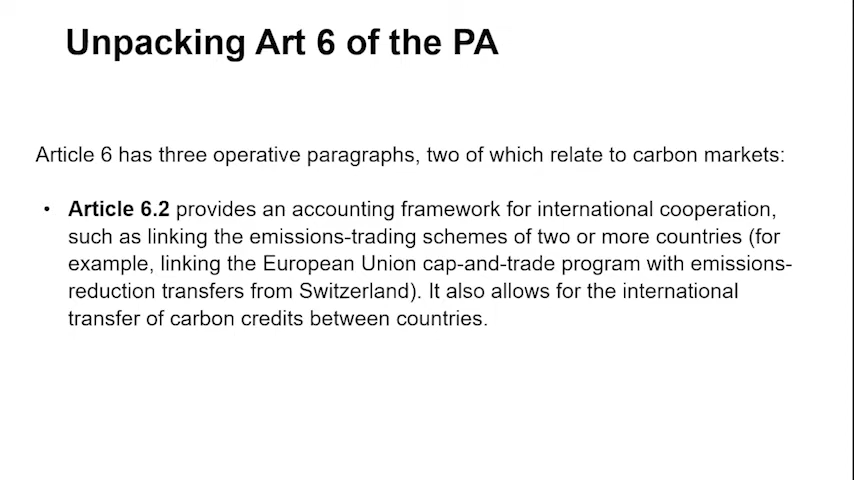 Unpacking Art 6 of the PA
Article 6 has three operative paragraphs, two of which relate to carbon markets:
• Article 6.2 provides an accounting framework for international cooperation,
such as linking the emissions-trading schemes of two or more countries (for
example, linking the European Union cap-and-trade program with emissions-
reduction transfers from Switzerland). It also allows for the international
transfer of carbon credits between countries.